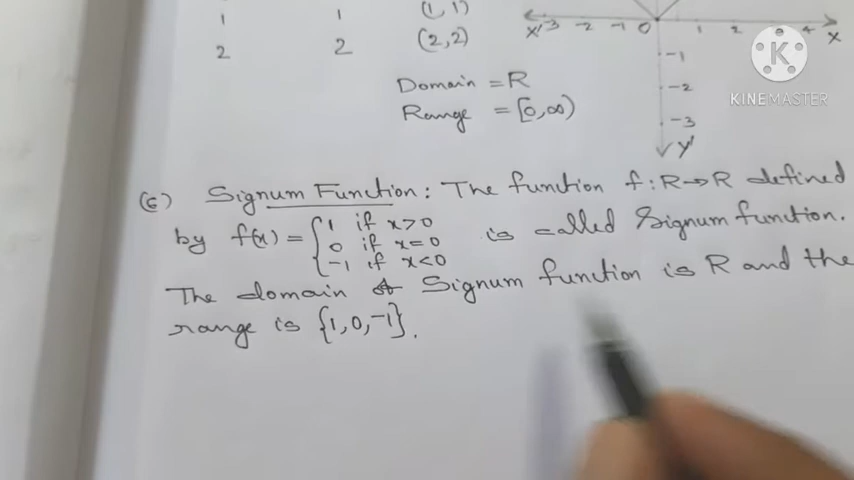 1 1 (1, 1)
2 2 (2,2)
X' -3 -2 -1 0 1 2 3 4 X
-1
-2
-3
Y'
K
KINEMASTER
Domain = R
Range = [0, ∞)
(c) Signum Function: The function f: R→R defined
by f(x) = { 1 if x>0
0 if x=0
-1 if x<0 is called Signum function.
The domain of Signum function is R and the
range is {1, 0, -1}.